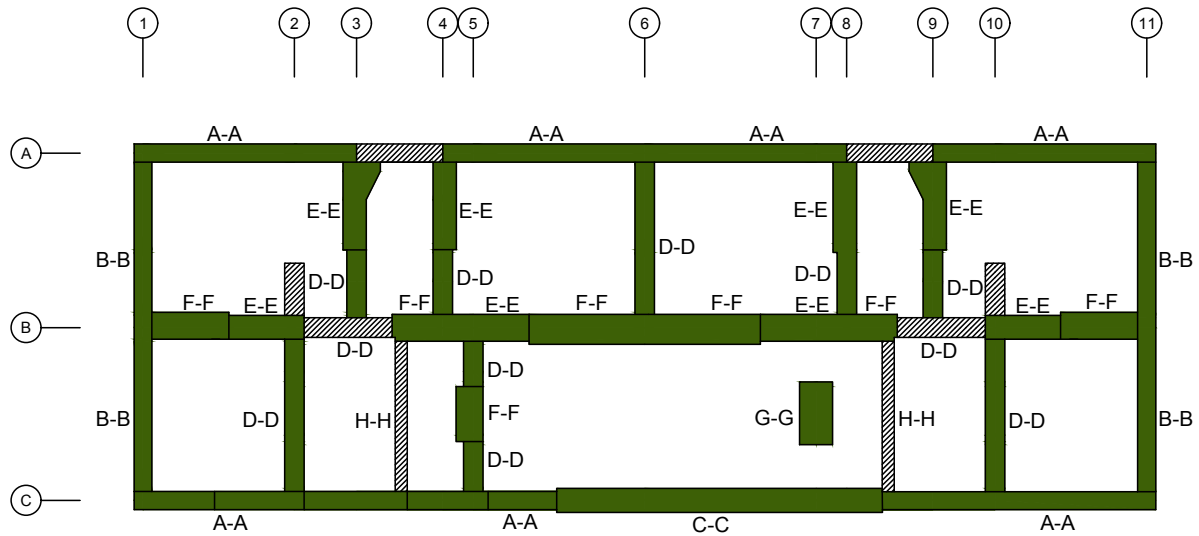 1 2 3 4 5 6 7 8 9 10 11
A-A A-A A-A A-A
A
E-E E-E E-E E-E
D-D
B-B B-B
D-D D-D D-D D-D
F-F E-E F-F E-E F-F F-F E-E F-F E-E F-F
B
D-D D-D
D-D
B-B D-D H-H F-F G-G H-H D-D B-B
D-D
C
A-A A-A C-C A-A